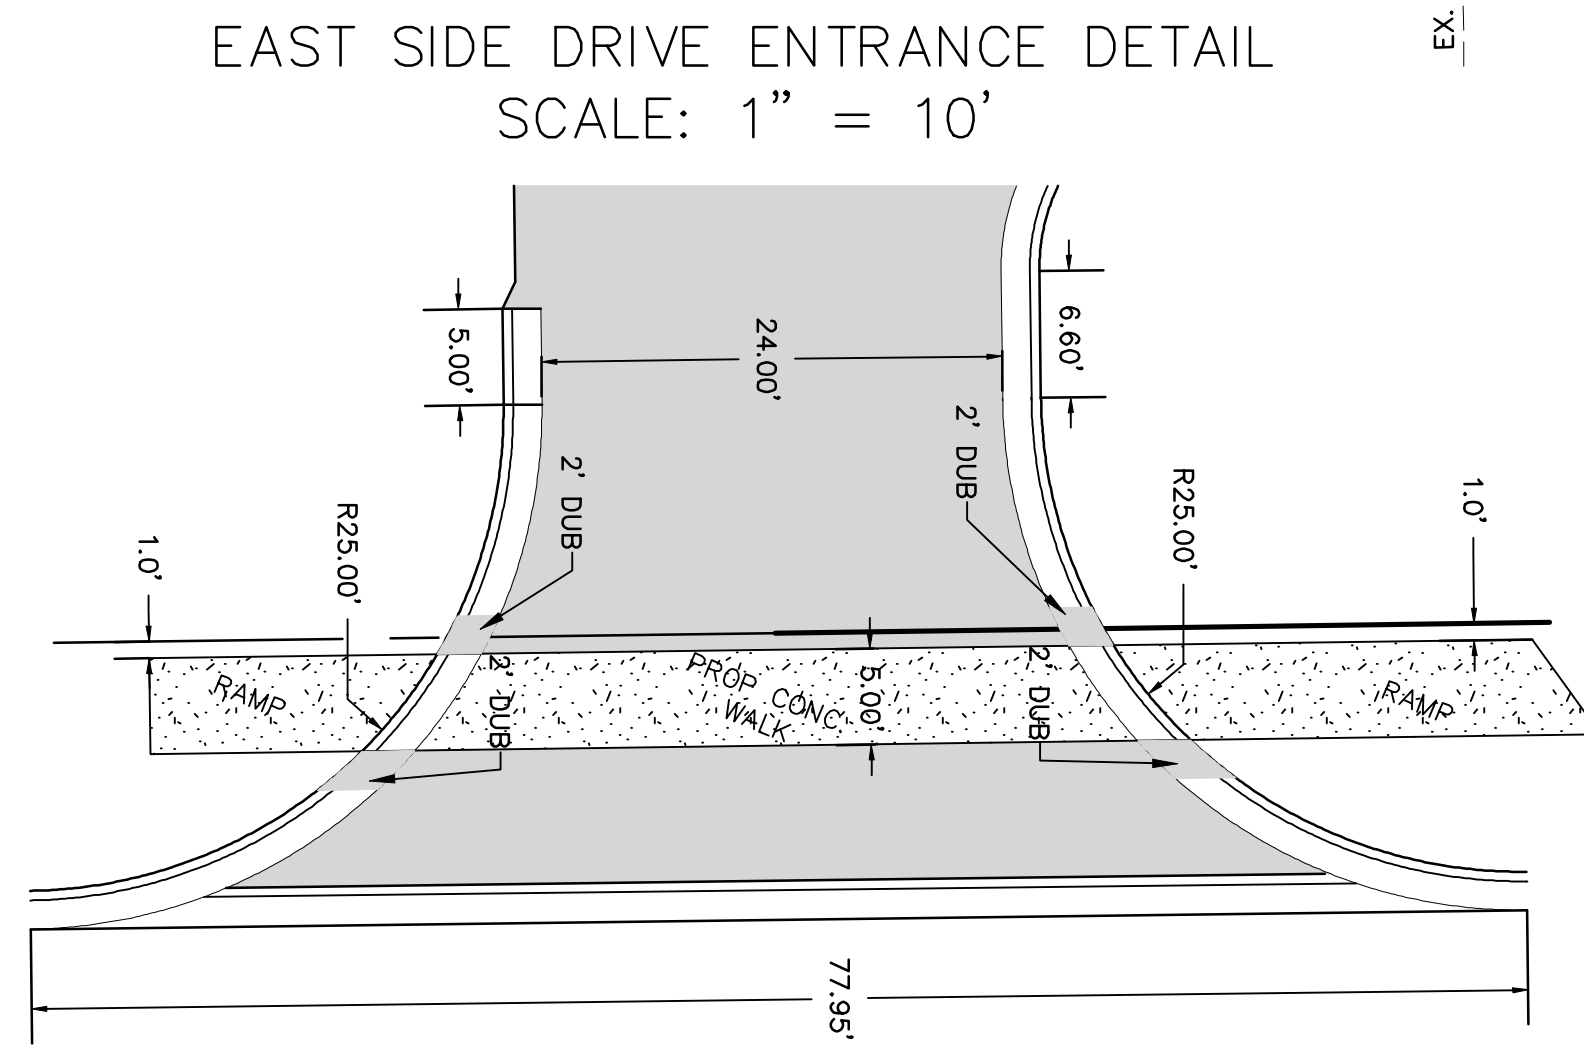 EX.
EAST SIDE DRIVE ENTRANCE DETAIL
SCALE: 1" = 10'
24.00'
6.60'
5.00'
2' DUB
2' DUB
R25.00'
1.0'
R25.00'
1.0'
2' DUB
PROP CONC
WALK
5.00'
2' DUB
RAMP
RAMP
77.95'